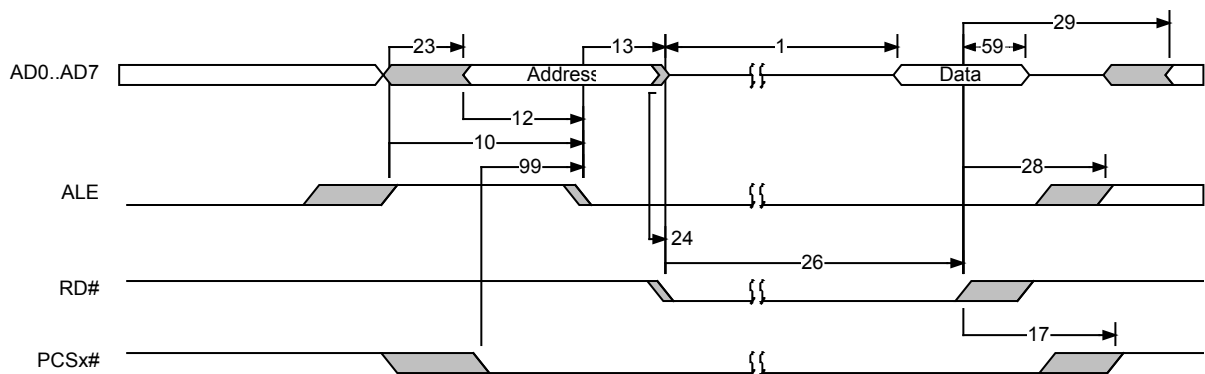 29
23
13
1
59
AD0..AD7
Address
Data
12
10
99
28
ALE
24
26
RD#
17
PCSx#